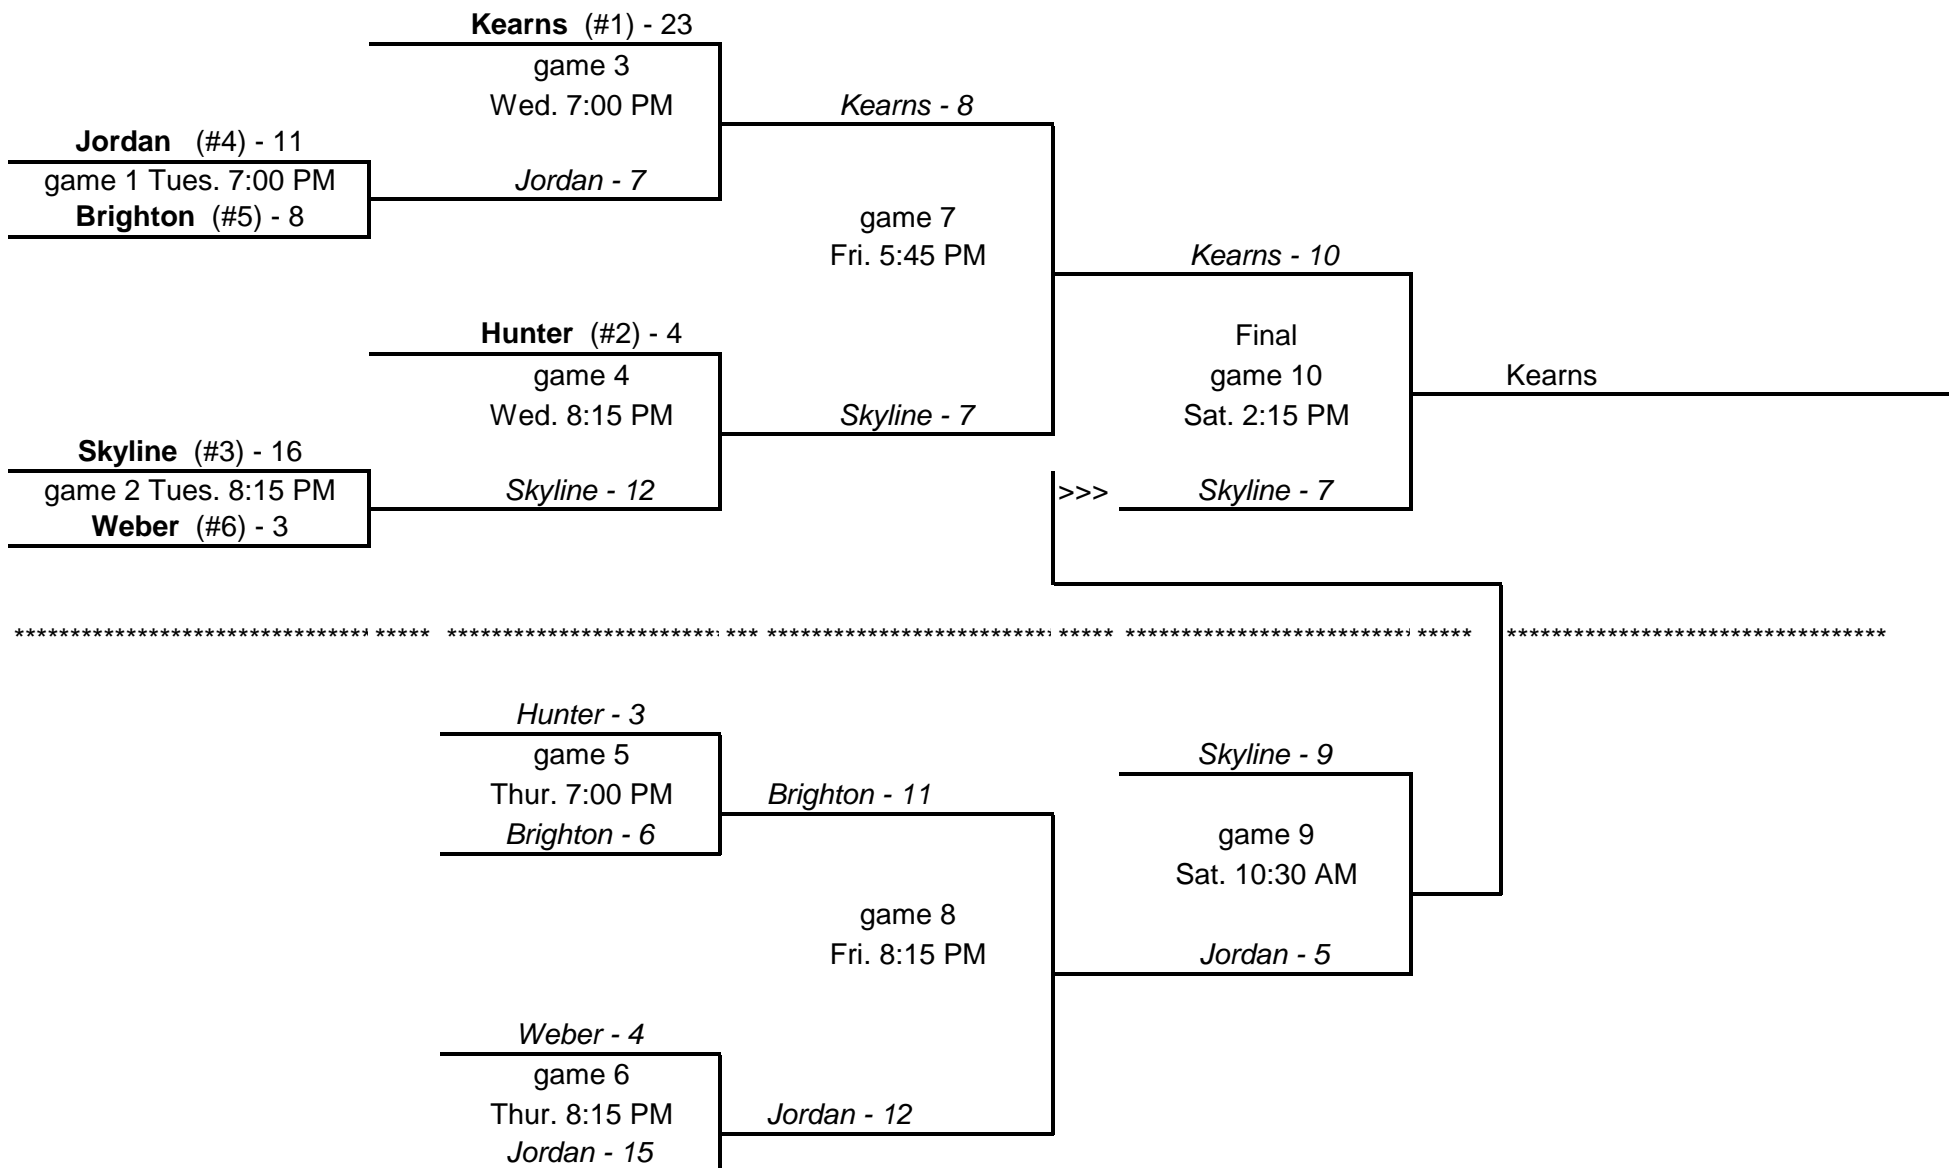 Kearns (#1) - 23
game 3
Wed. 7:00 PM
Kearns - 8
Jordan (#4) - 11
game 1 Tues. 7:00 PM
Jordan - 7
Brighton (#5) - 8
game 7
Fri. 5:45 PM
Kearns - 10
Hunter (#2) - 4
Final
game 4
game 10
Kearns
Wed. 8:15 PM
Skyline - 7
Sat. 2:15 PM
Skyline (#3) - 16
game 2 Tues. 8:15 PM
Skyline - 12
>>>
Skyline - 7
Weber (#6) - 3
******************************** ***** ************************* *** ************************** ***** ************************** ***** **********************************
Hunter - 3
game 5
Skyline - 9
Thur. 7:00 PM
Brighton - 11
Brighton - 6
game 9
Sat. 10:30 AM
game 8
Fri. 8:15 PM
Jordan - 5
Weber - 4
game 6
Thur. 8:15 PM
Jordan - 12
Jordan - 15